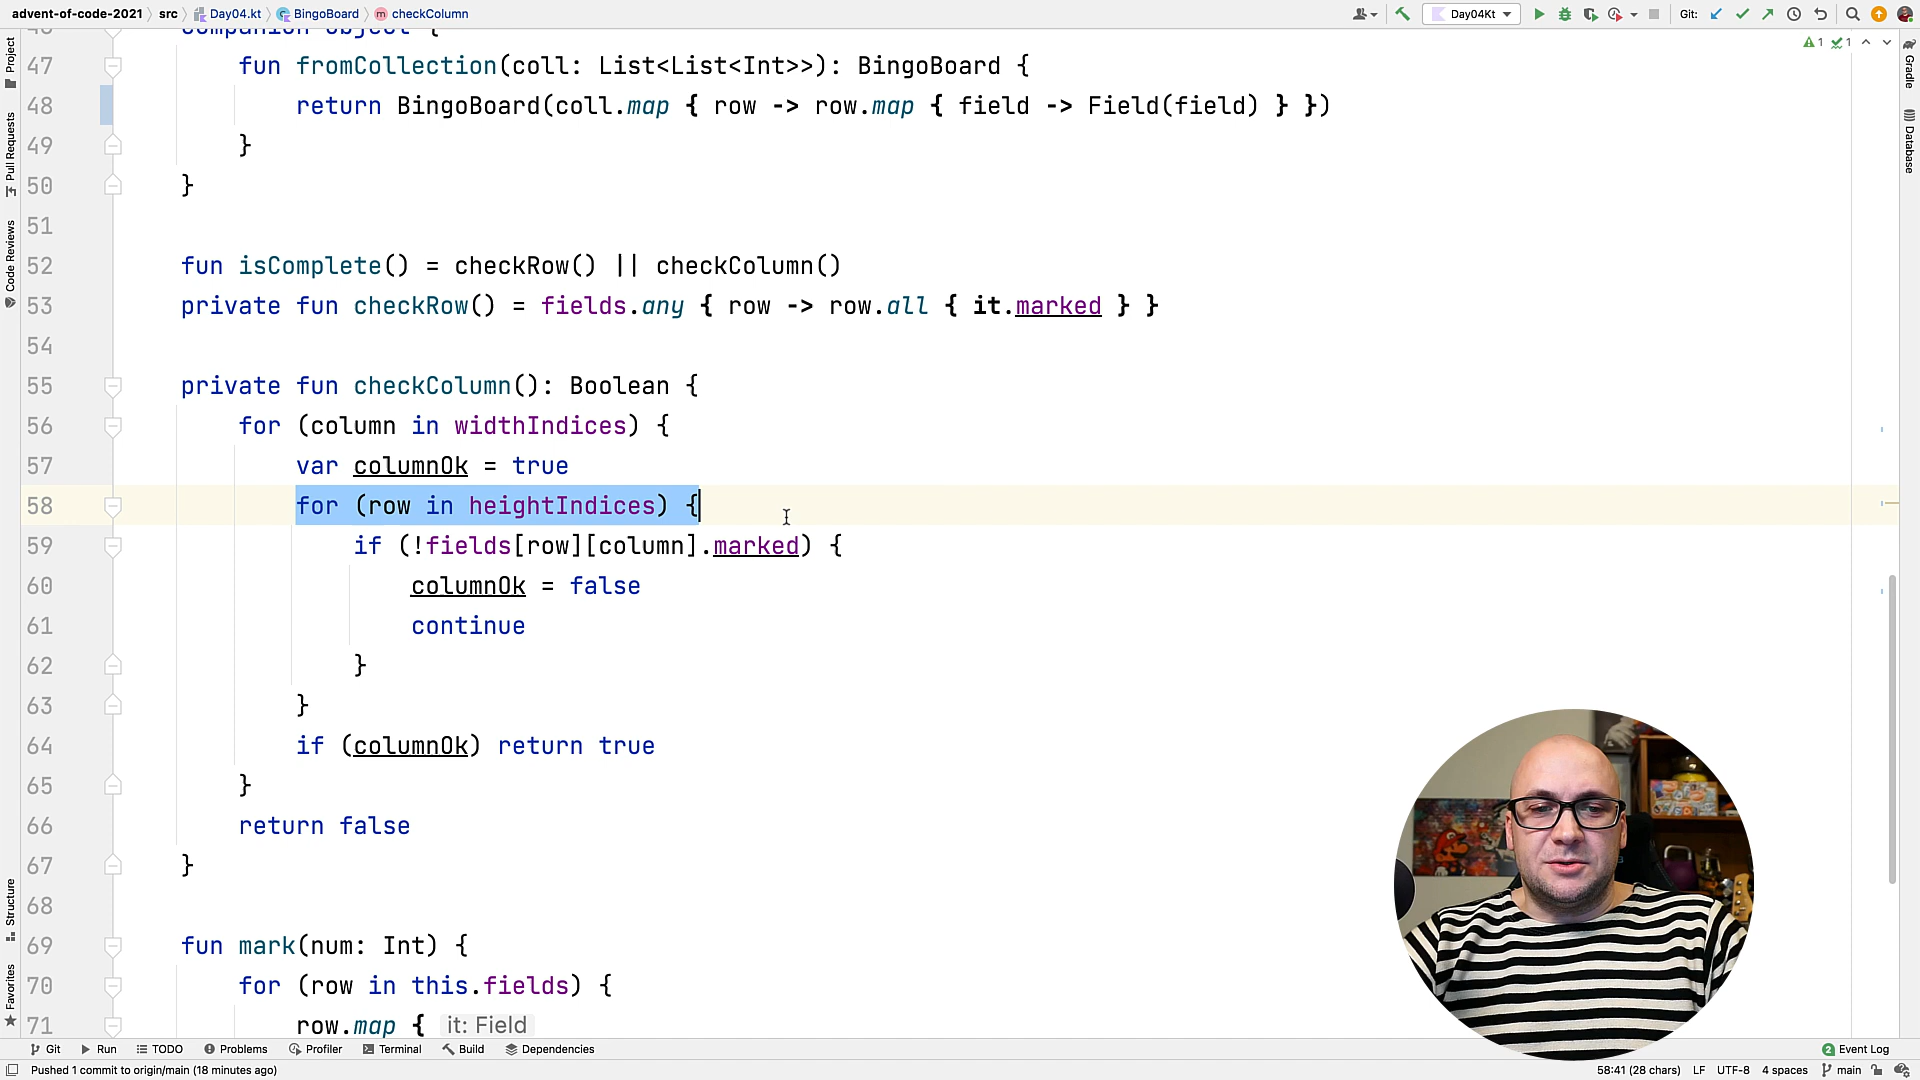 advent-of-code-2021 src Day04.kt BingoBoard checkColumn
Day04Kt
Git:
companion object {
47 fun fromCollection(coll: List<List<Int>>): BingoBoard {
48 return BingoBoard(coll.map { row -> row.map { field -> Field(field) } })
49 }
50 }
51
52 fun isComplete() = checkRow() || checkColumn()
53 private fun checkRow() = fields.any { row -> row.all { it.marked } }
54
55 private fun checkColumn(): Boolean {
56 for (column in widthIndices) {
57 var columnOk = true
58 for (row in heightIndices) {
59 if (!fields[row][column].marked) {
60 columnOk = false
61 continue
62 }
63 }
64 if (columnOk) return true
65 }
66 return false
67 }
68
69 fun mark(num: Int) {
70 for (row in this.fields) {
71 row.map { it: Field
1 1
Project
Pull Requests
Code Reviews
Structure
Favorites
Gradle
Database
Git Run TODO Problems Profiler Terminal Build Dependencies
2 Event Log
Pushed 1 commit to origin/main (18 minutes ago)
58:41 (28 chars) LF UTF-8 4 spaces main